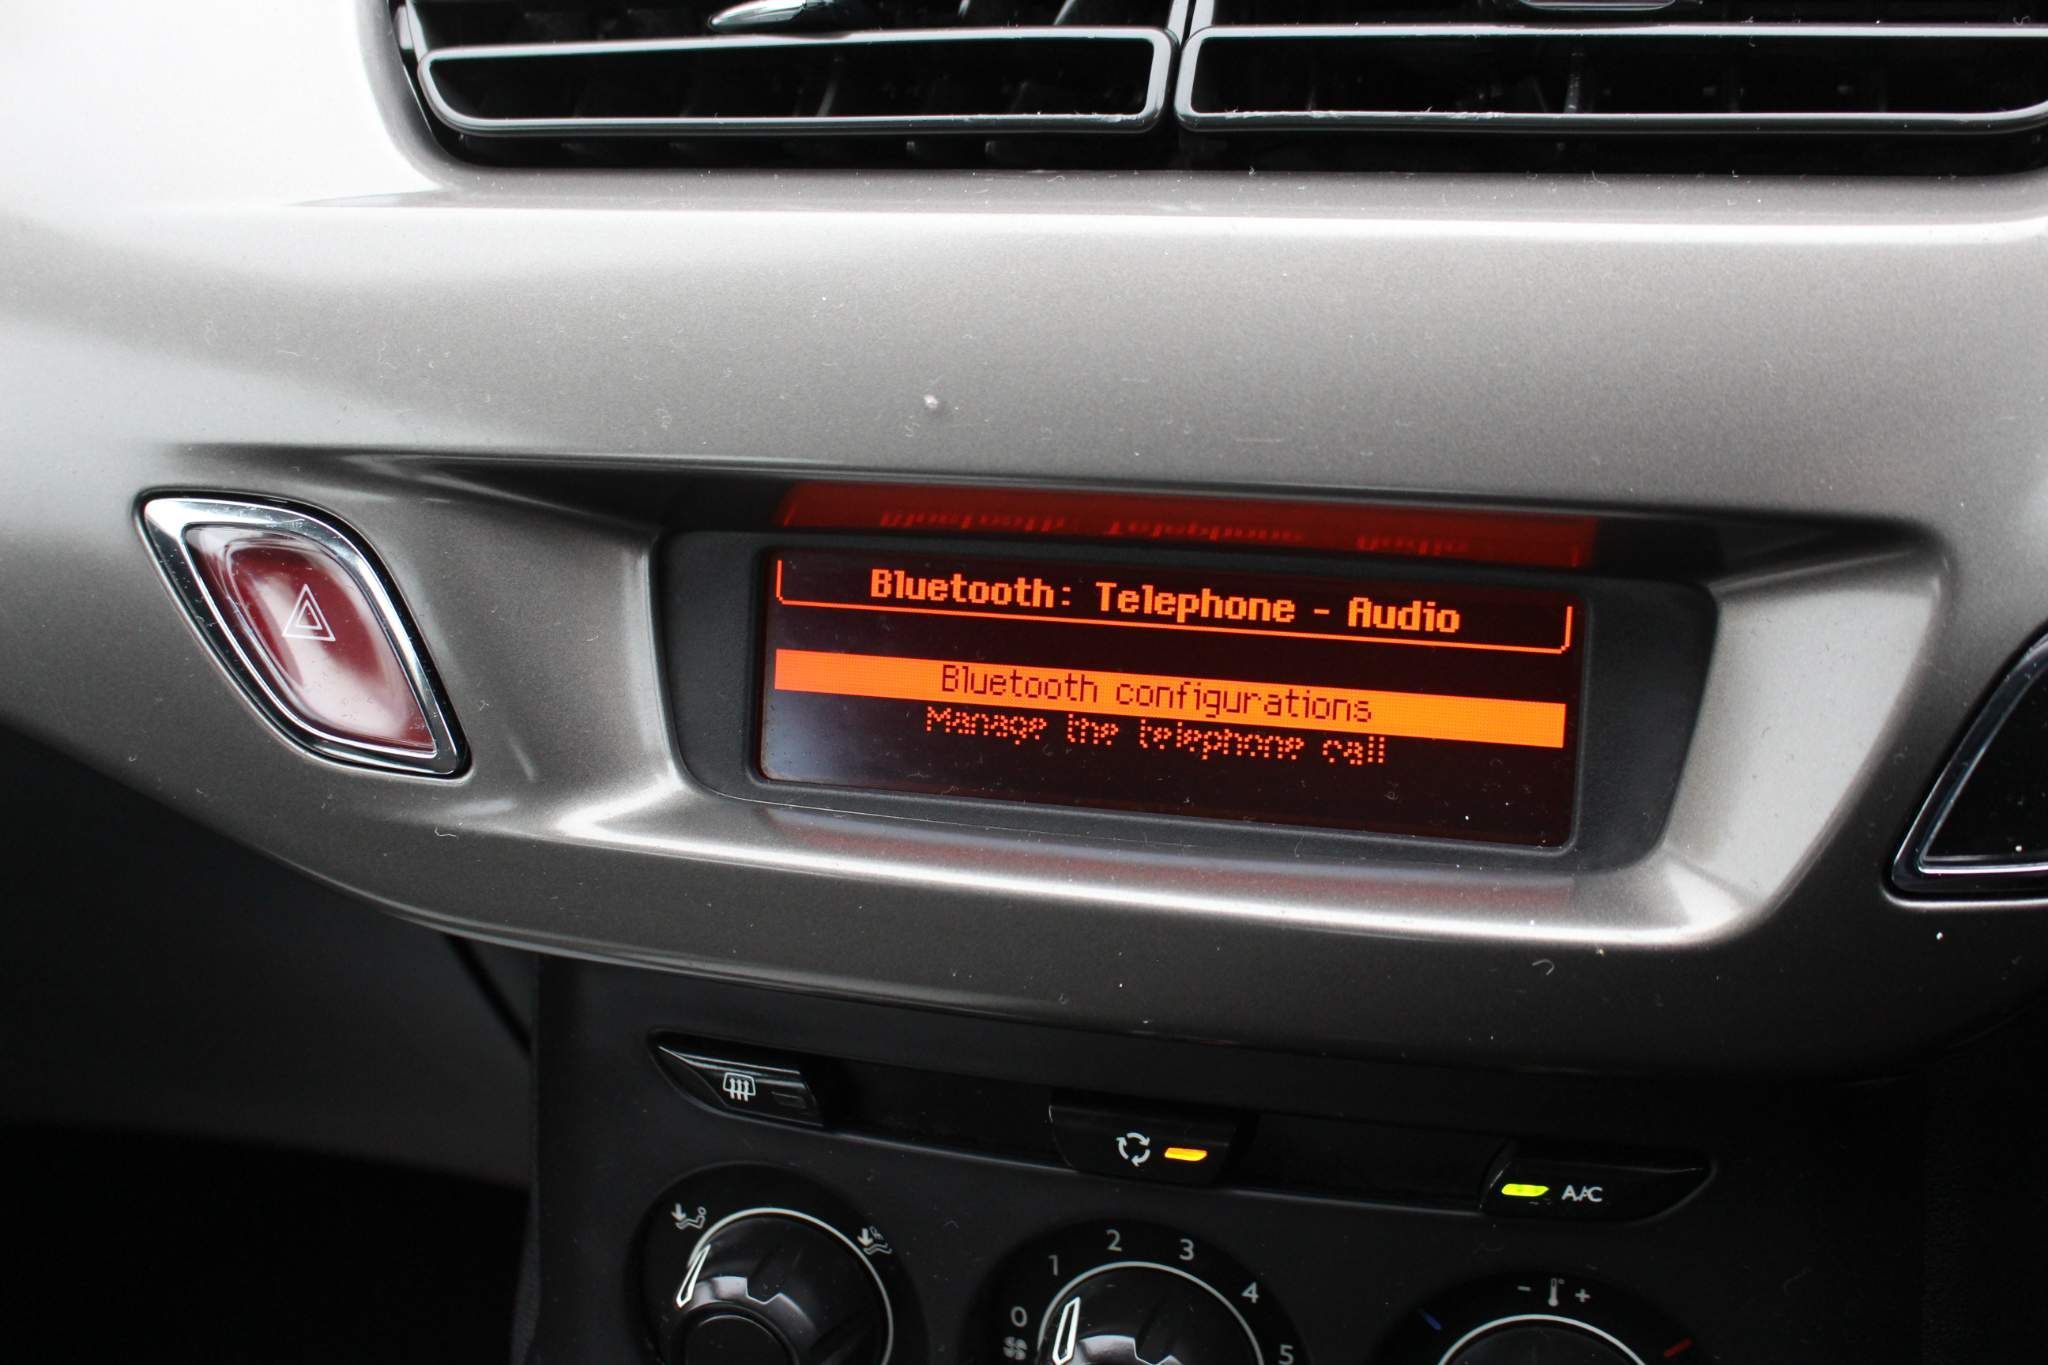 Bluetooth: Telephone - Audio
Bluetooth configurations
Manage the telephone call
A/C
0 1 2 3 4 5
- +